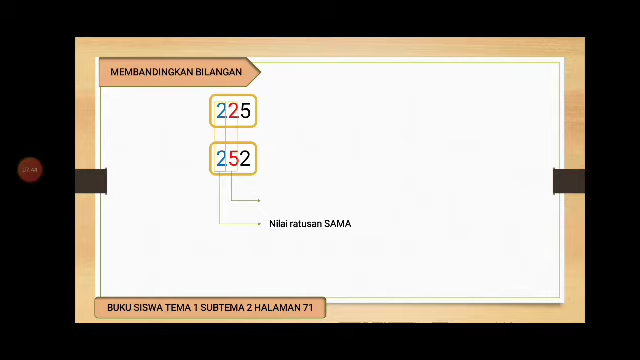 MEMBANDINGKAN BILANGAN
225
252
Nilai ratusan SAMA
BUKU SISWA TEMA 1 SUBTEMA 2 HALAMAN 71